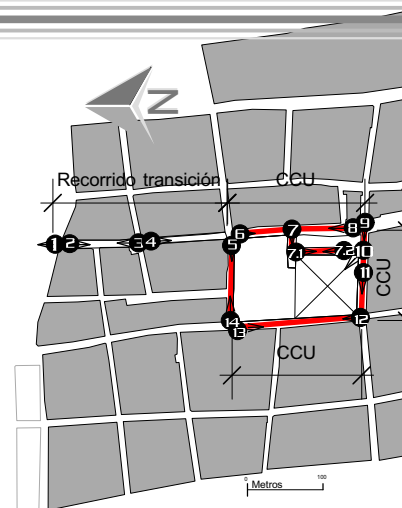 N
Recorrido transición CCU
1 2 3 4 5 6 7 8 9
7.1 7.2 10
11
CCU
12
14
13
CCU
0 100
Metros